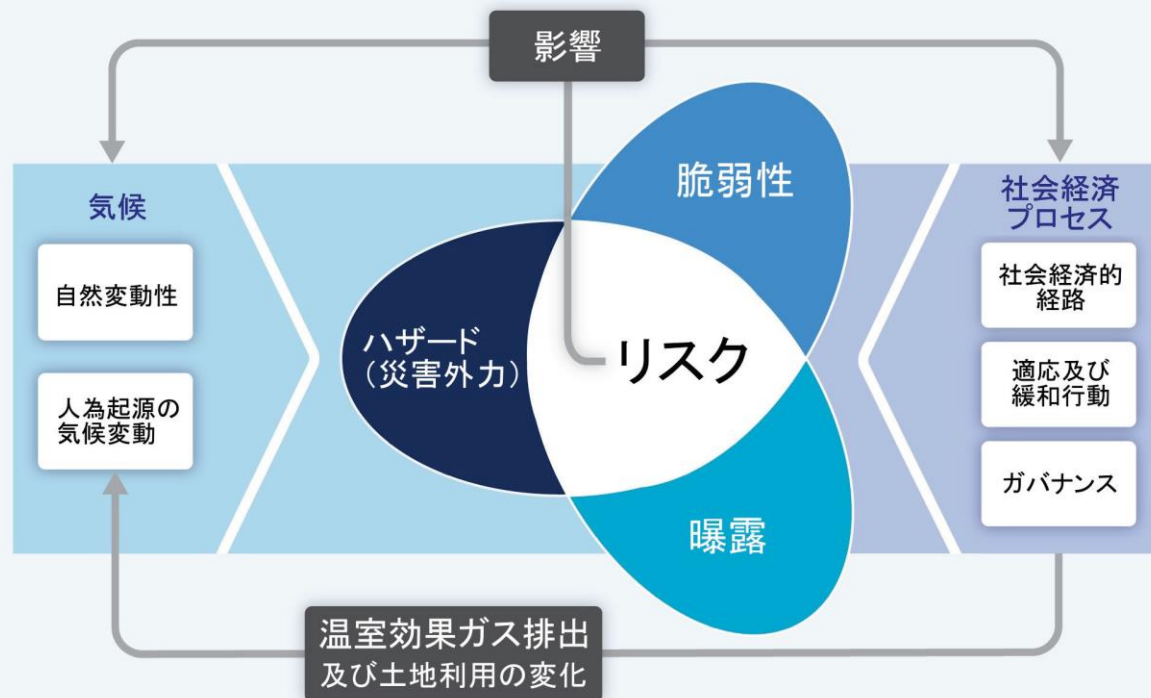 影響
気候
自然変動性
人為起源の
気候変動
脆弱性
ハザード
（災害外力）
リスク
曝露
社会経済
プロセス
社会経済的
経路
適応及び
緩和行動
ガバナンス
温室効果ガス排出
及び土地利用の変化